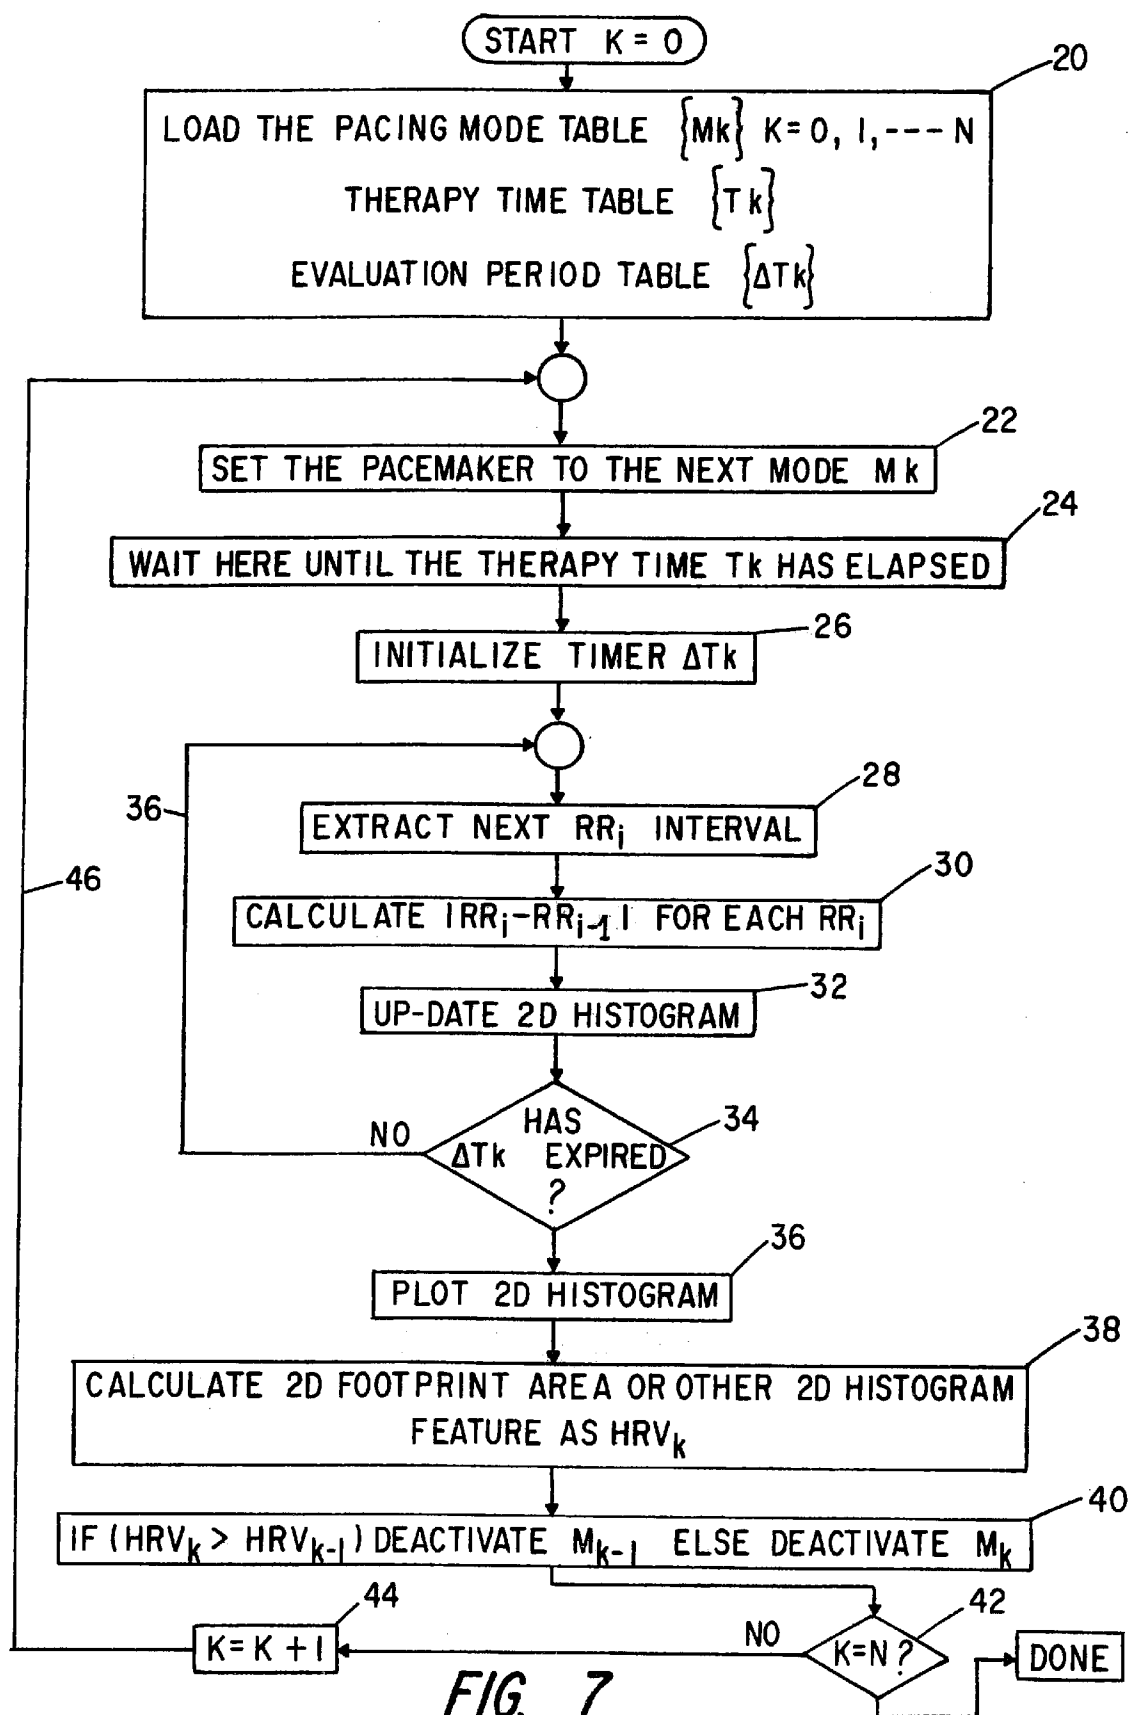 START K = 0
20
LOAD THE PACING MODE TABLE {Mk} K=0, 1,---- N
THERAPY TIME TABLE {Tk}
EVALUATION PERIOD TABLE {ΔTk}
22
SET THE PACEMAKER TO THE NEXT MODE Mk
24
WAIT HERE UNTIL THE THERAPY TIME Tk HAS ELAPSED
26
INITIALIZE TIMER ΔTk
28
36
EXTRACT NEXT RRi INTERVAL
30
46
CALCULATE |RRi-RRi-1| FOR EACH RRi
32
UP-DATE 2D HISTOGRAM
34
NO
HAS
ΔTk EXPIRED
?
36
PLOT 2D HISTOGRAM
38
CALCULATE 2D FOOTPRINT AREA OR OTHER 2D HISTOGRAM
FEATURE AS HRVk
40
IF (HRVk > HRVk-1) DEACTIVATE Mk-1 ELSE DEACTIVATE Mk
44
42
K=K+1
NO
K=N?
DONE
FIG. 7